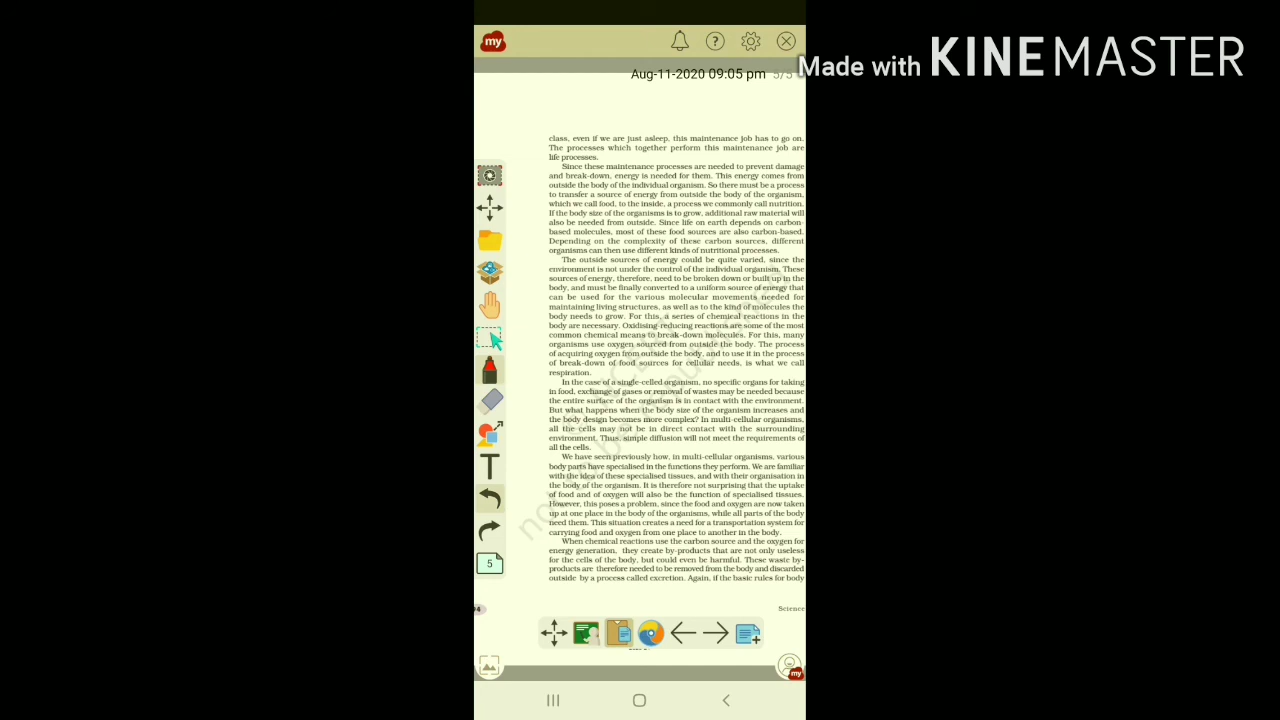 my
?
Aug-11-2020 09:05 pm 5/5
Made with KINEMASTER
class, even if we are just asleep, this maintenance job has to go on.
The processes which together perform this maintenance job are
life processes.
Since these maintenance processes are needed to prevent damage
and break-down, energy is needed for them. This energy comes from
outside the body of the individual organism. So there must be a process
to transfer a source of energy from outside the body of the organism,
which we call food, to the inside, a process we commonly call nutrition.
If the body size of the organisms is to grow, additional raw material will
also be needed from outside. Since life on earth depends on carbon-
based molecules, most of these food sources are also carbon-based.
Depending on the complexity of these carbon sources, different
organisms can then use different kinds of nutritional processes.
The outside sources of energy could be quite varied, since the
environment is not under the control of the individual organism. These
sources of energy, therefore, need to be broken down or built up in the
body, and must be finally converted to a uniform source of energy that
can be used for the various molecular movements needed for
maintaining living structures, as well as to the kind of molecules the
body needs to grow. For this, a series of chemical reactions in the
body are necessary. Oxidising-reducing reactions are some of the most
common chemical means to break-down molecules. For this, many
organisms use oxygen sourced from outside the body. The process
of acquiring oxygen from outside the body, and to use it in the process
of break-down of food sources for cellular needs, is what we call
respiration.
In the case of a single-celled organism, no specific organs for taking
in food, exchange of gases or removal of wastes may be needed because
the entire surface of the organism is in contact with the environment.
But what happens when the body size of the organism increases and
the body design becomes more complex? In multi-cellular organisms,
all the cells may not be in direct contact with the surrounding
environment. Thus, simple diffusion will not meet the requirements of
all the cells.
We have seen previously how, in multi-cellular organisms, various
body parts have specialised in the functions they perform. We are familiar
with the idea of these specialised tissues, and with their organisation in
the body of the organism. It is therefore not surprising that the uptake
of food and of oxygen will also be the function of specialised tissues.
However, this poses a problem, since the food and oxygen are now taken
up at one place in the body of the organisms, while all parts of the body
need them. This situation creates a need for a transportation system for
carrying food and oxygen from one place to another in the body.
When chemical reactions use the carbon source and the oxygen for
energy generation, they create by-products that are not only useless
for the cells of the body, but could even be harmful. These waste by-
products are therefore needed to be removed from the body and discarded
outside by a process called excretion. Again, if the basic rules for body
T
5
94
Science
my